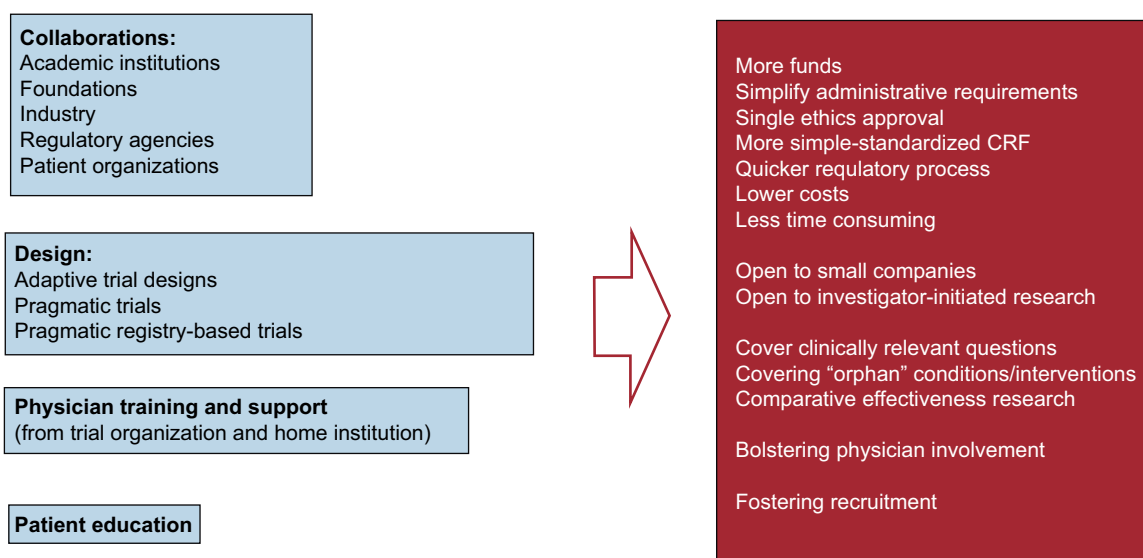 Collaborations:
Academic institutions
Foundations
Industry
Regulatory agencies
Patient organizations
Design:
Adaptive trial designs
Pragmatic trials
Pragmatic registry-based trials
Physician training and support
(from trial organization and home institution)
Patient education
More funds
Simplify administrative requirements
Single ethics approval
More simple-standardized CRF
Quicker requlatory process
Lower costs
Less time consuming
Open to small companies
Open to investigator-initiated research
Cover clinically relevant questions
Covering “orphan” conditions/interventions
Comparative effectiveness research
Bolstering physician involvement
Fostering recruitment